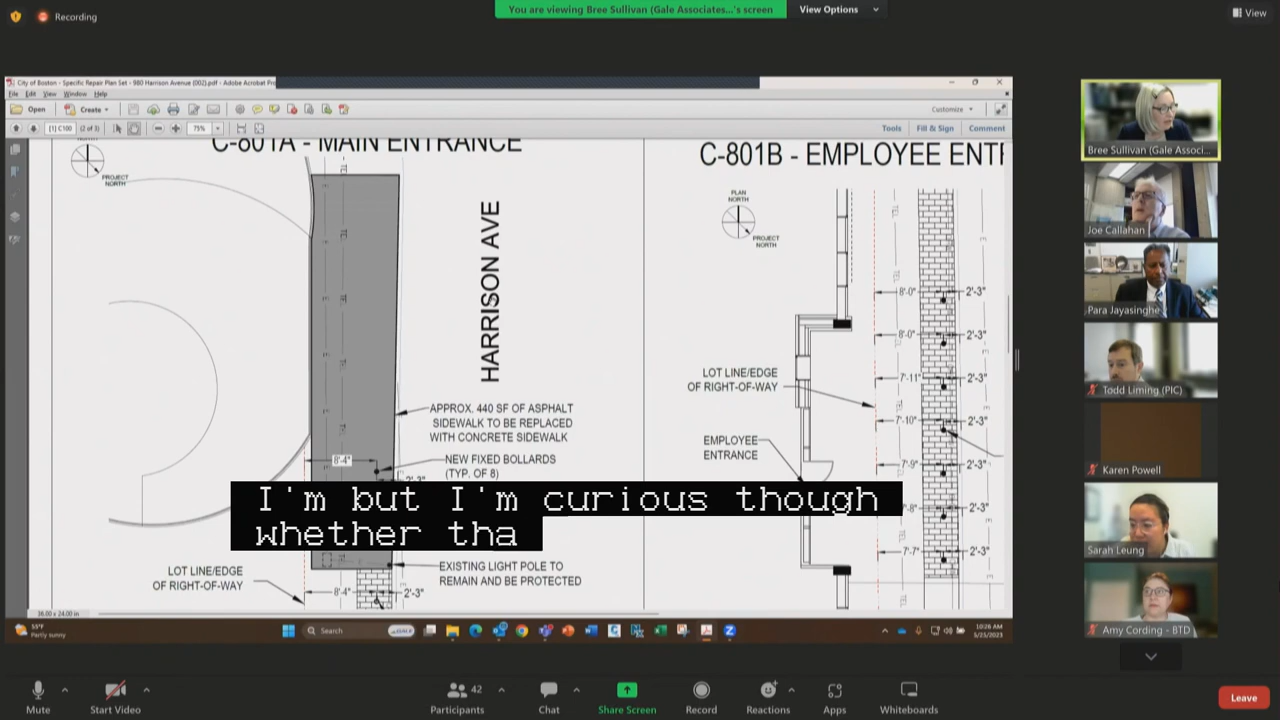 Recording
You are viewing Bree Sullivan (Gale Associates...'s screen
View Options
View
City of Boston - Specific Repair Plan Set - 980 Harrison Avenue (002).pdf - Adobe Acrobat Pro
File Edit View Window Help
Open
Create
Customize
[1] C100
(2 of 3)
75%
Tools
Fill & Sign
Comment
C-801A - MAIN ENTRANCE
C-801B - EMPLOYEE ENTR
PROJECT
NORTH
PLAN
NORTH
PROJECT
NORTH
HARRISON AVE
8'-0"
2'-3"
8'-0"
2'-3"
LOT LINE/EDGE
OF RIGHT-OF-WAY
7'-11"
2'-3"
7'-10"
2'-3"
APPROX. 440 SF OF ASPHALT
SIDEWALK TO BE REPLACED
WITH CONCRETE SIDEWALK
EMPLOYEE
ENTRANCE
8'-4"
NEW FIXED BOLLARDS
(TYP. OF 8)
7'-9"
2'-3"
2'-3"
I'm but I'm curious though
whether tha
2'-3"
7'-7"
2'-3"
LOT LINE/EDGE
OF RIGHT-OF-WAY
EXISTING LIGHT POLE TO
REMAIN AND BE PROTECTED
8'-4"
2'-3"
36.00 x 24.00 in
55°F
Partly sunny
Search
10:26 AM
5/25/2023
Bree Sullivan (Gale Associ...
Joe Callahan
Para Jayasinghe
Todd Liming (PIC)
Karen Powell
Sarah Leung
Amy Cording - BTD
Mute
Start Video
Participants
42
Chat
Share Screen
Record
Reactions
Apps
Whiteboards
Leave